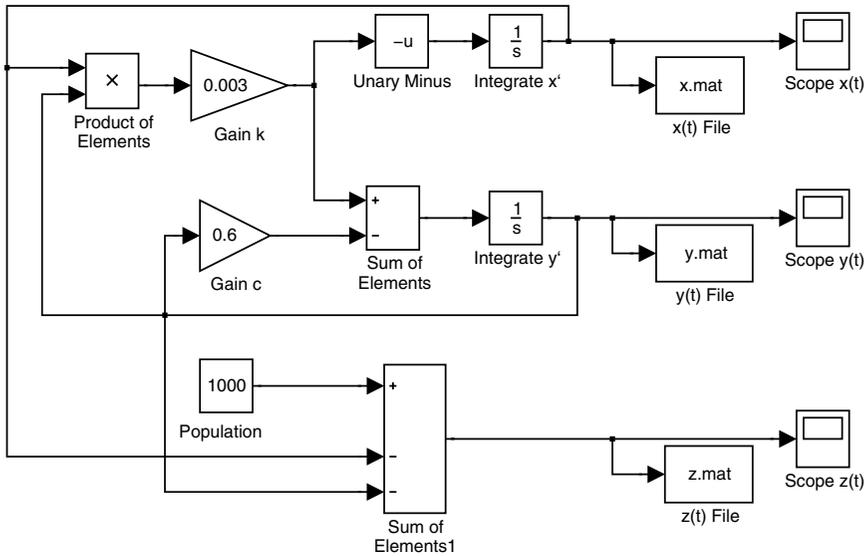 −u
1
s
Unary Minus
Integrate x‘
Scope x(t)
×
0.003
x.mat
Product of
Elements
Gain k
x(t) File
+
−
1
s
0.6
Sum of
Elements
Integrate y‘
Scope y(t)
y.mat
Gain c
y(t) File
1000
+
Population
−
−
z.mat
Scope z(t)
z(t) File
Sum of
Elements1